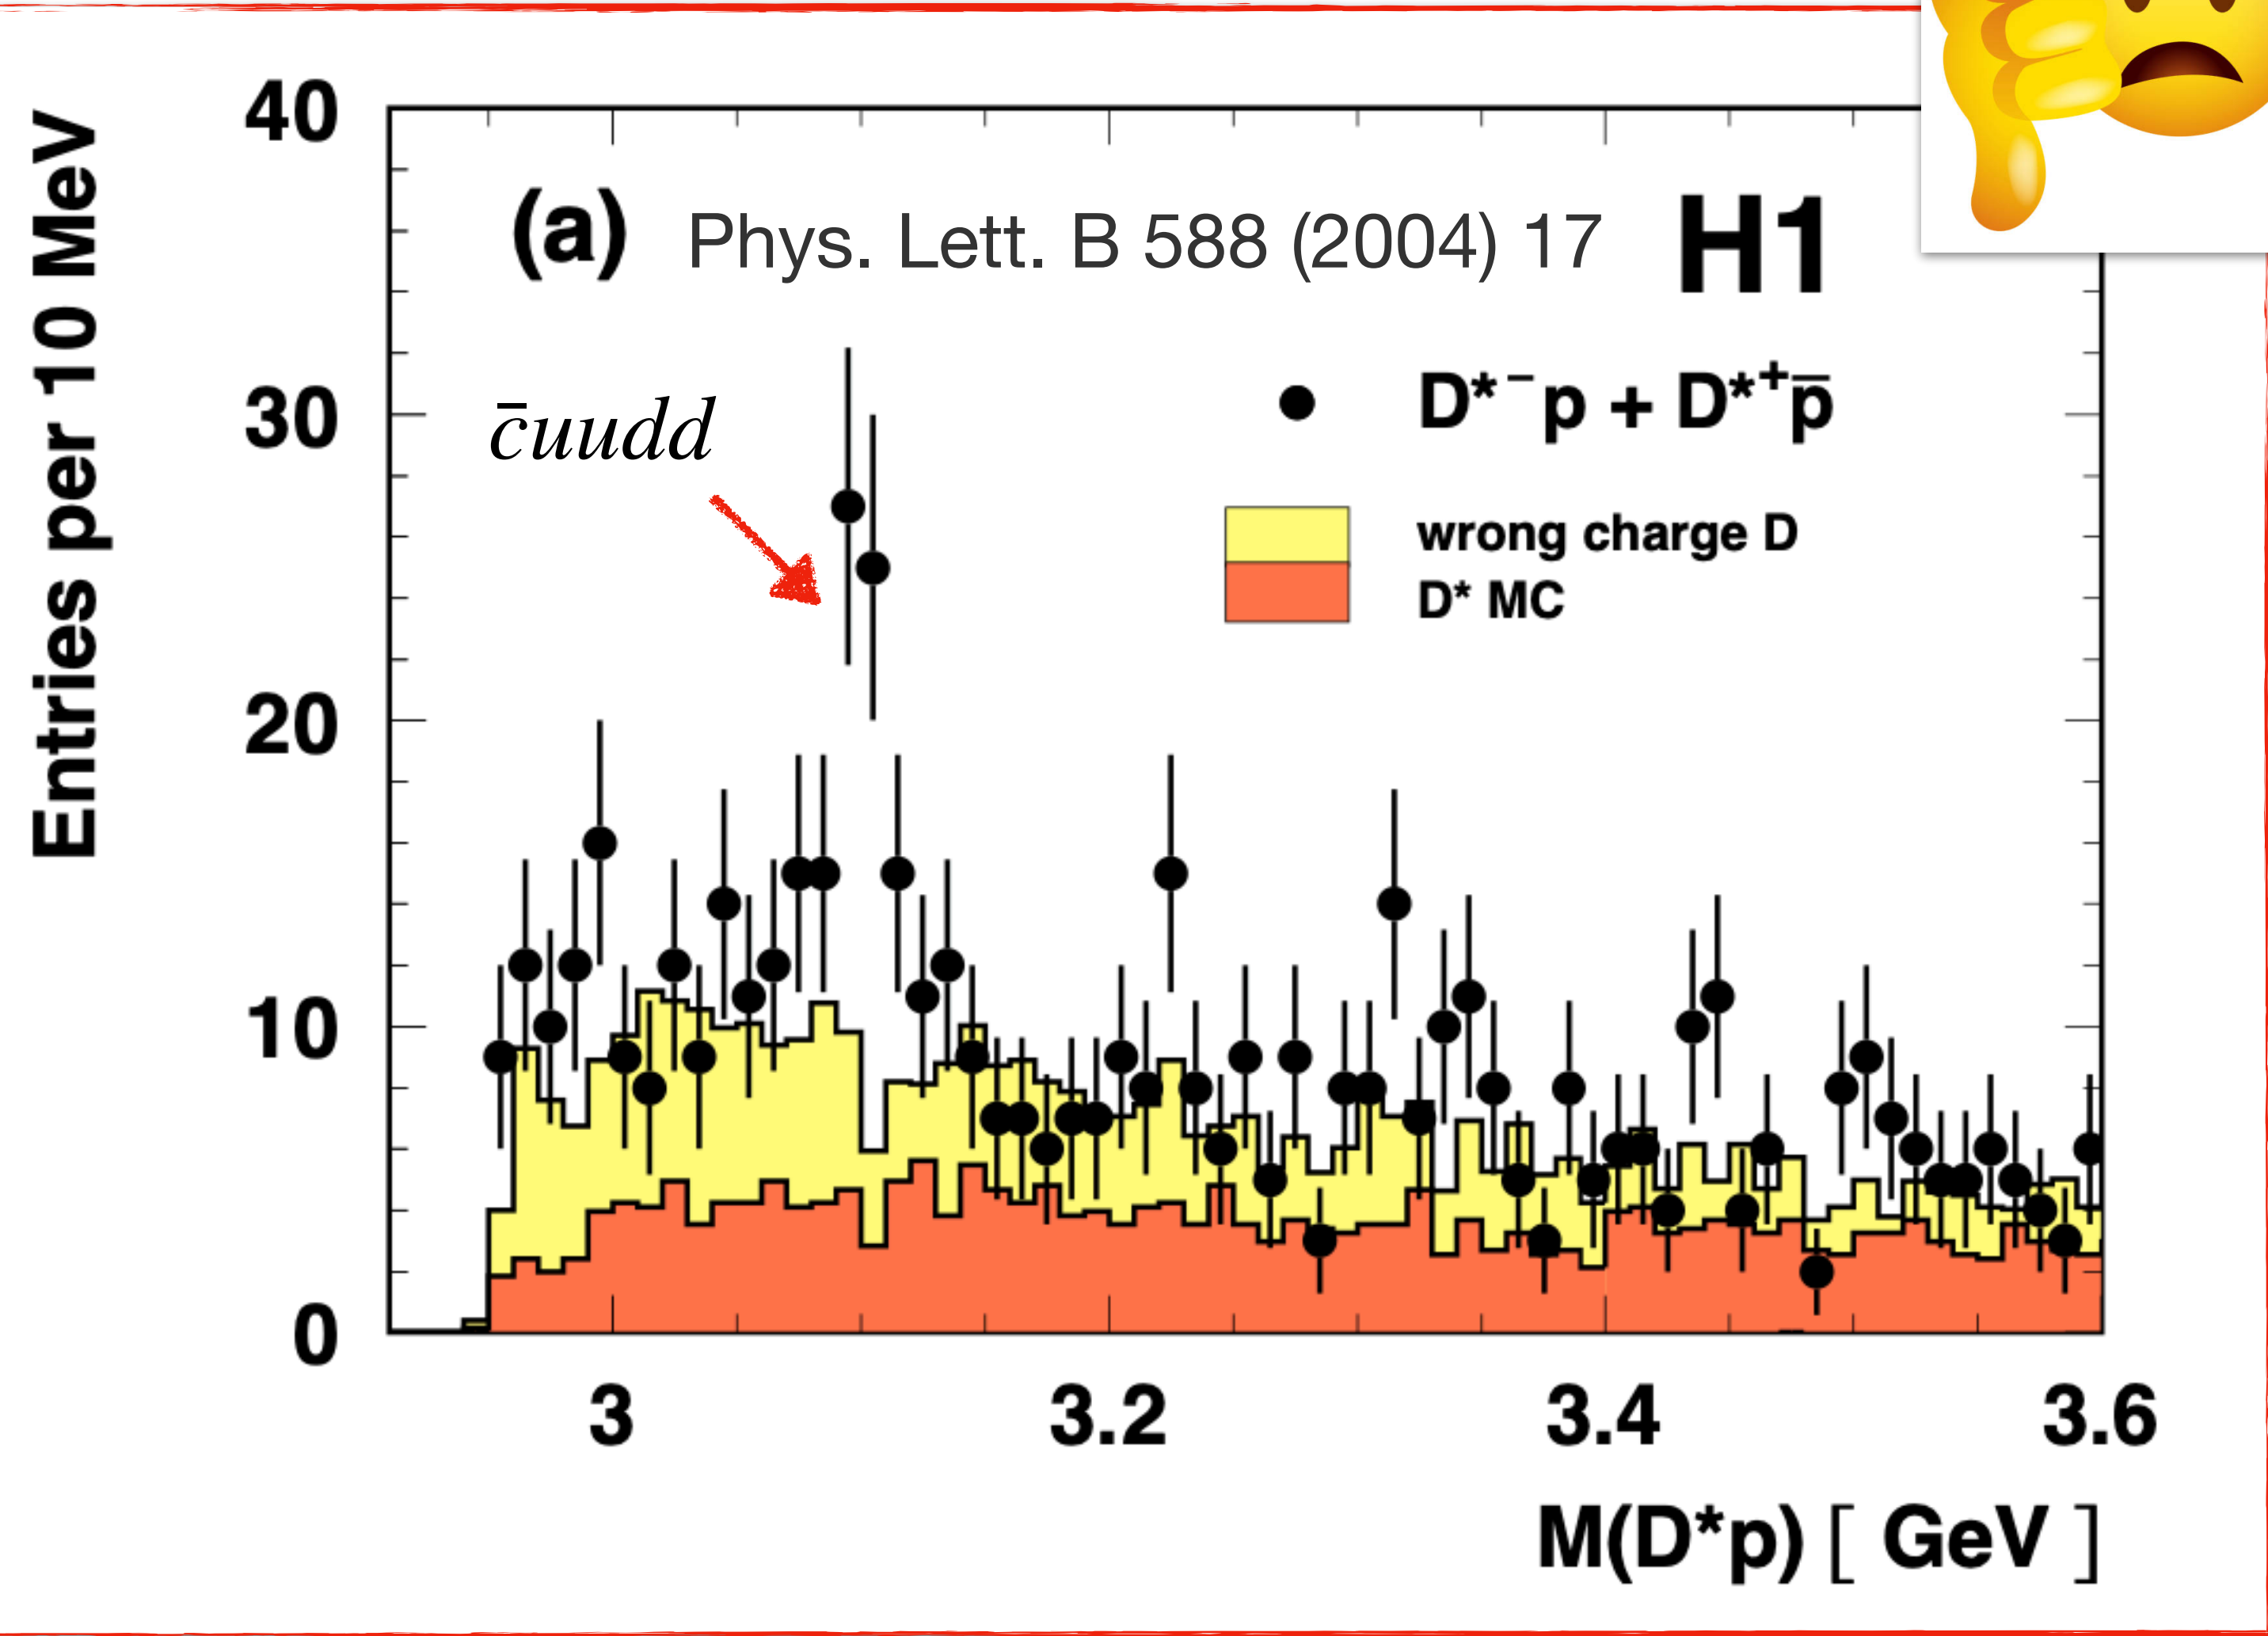 Entries per 10 MeV
40
30
20
10
0
(a) Phys. Lett. B 588 (2004) 17 H1
c̄uudd
D*⁻p + D*⁺p̄
wrong charge D
D* MC
3 3.2 3.4 3.6
M(D*p) [ GeV ]